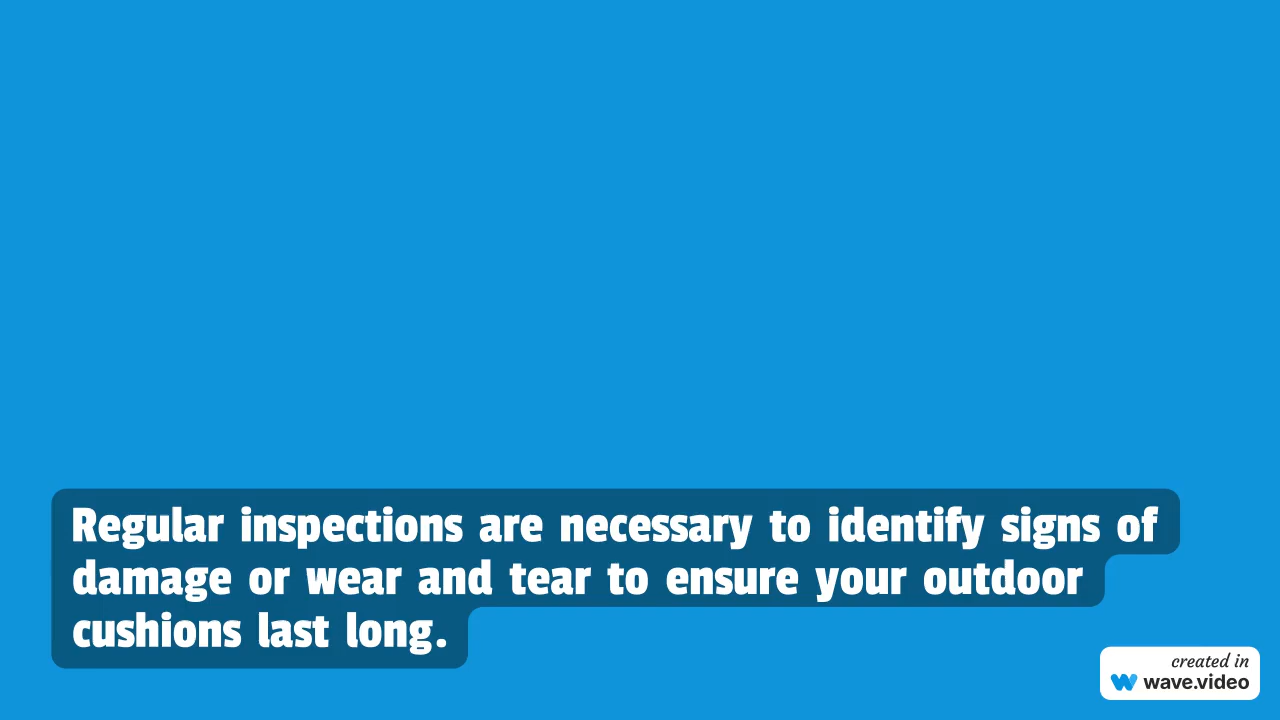 Regular inspections are necessary to identify signs of
damage or wear and tear to ensure your outdoor
cushions last long.
created in
wave.video